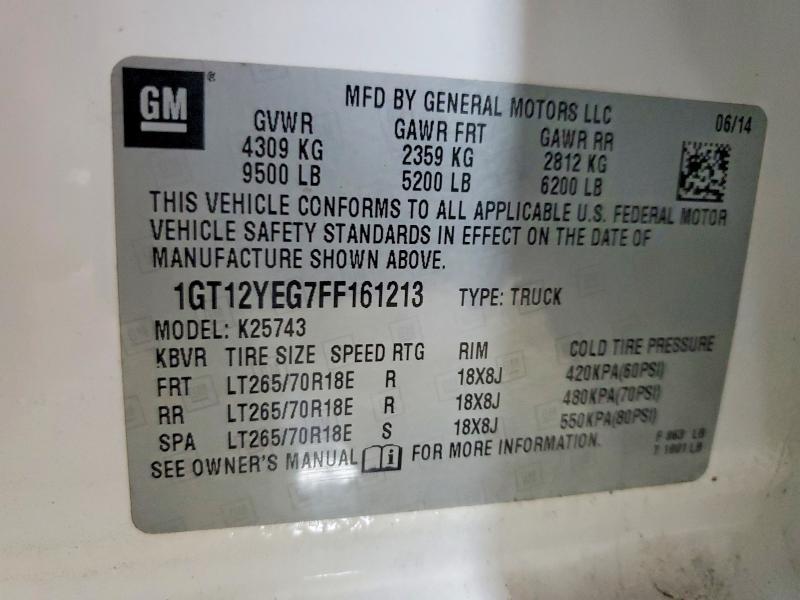 GM ®
MFD BY GENERAL MOTORS LLC
06/14
GVWR GAWR FRT GAWR RR
4309 KG 2359 KG 2812 KG
9500 LB 5200 LB 6200 LB
THIS VEHICLE CONFORMS TO ALL APPLICABLE U.S. FEDERAL MOTOR
VEHICLE SAFETY STANDARDS IN EFFECT ON THE DATE OF
MANUFACTURE SHOWN ABOVE.
1GT12YEG7FF161213 TYPE: TRUCK
MODEL: K25743
KBVR TIRE SIZE SPEED RTG RIM COLD TIRE PRESSURE
FRT LT265/70R18E R 18X8J 420KPA(60PSI)
RR LT265/70R18E R 18X8J 480KPA(70PSI)
SPA LT265/70R18E S 18X8J 550KPA(80PSI)
SEE OWNER'S MANUAL i FOR MORE INFORMATION.
F LB
T LB